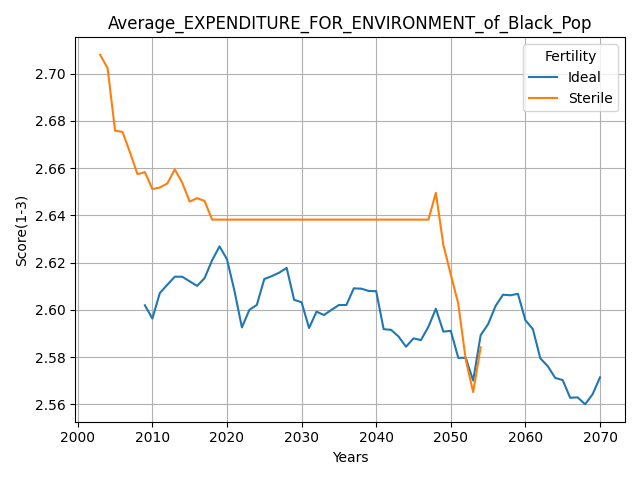 Average_EXPENDITURE_FOR_ENVIRONMENT_of_Black_Pop
Fertility
Ideal
Sterile
Score(1-3)
2.70
2.68
2.66
2.64
2.62
2.60
2.58
2.56
2000 2010 2020 2030 2040 2050 2060 2070
Years